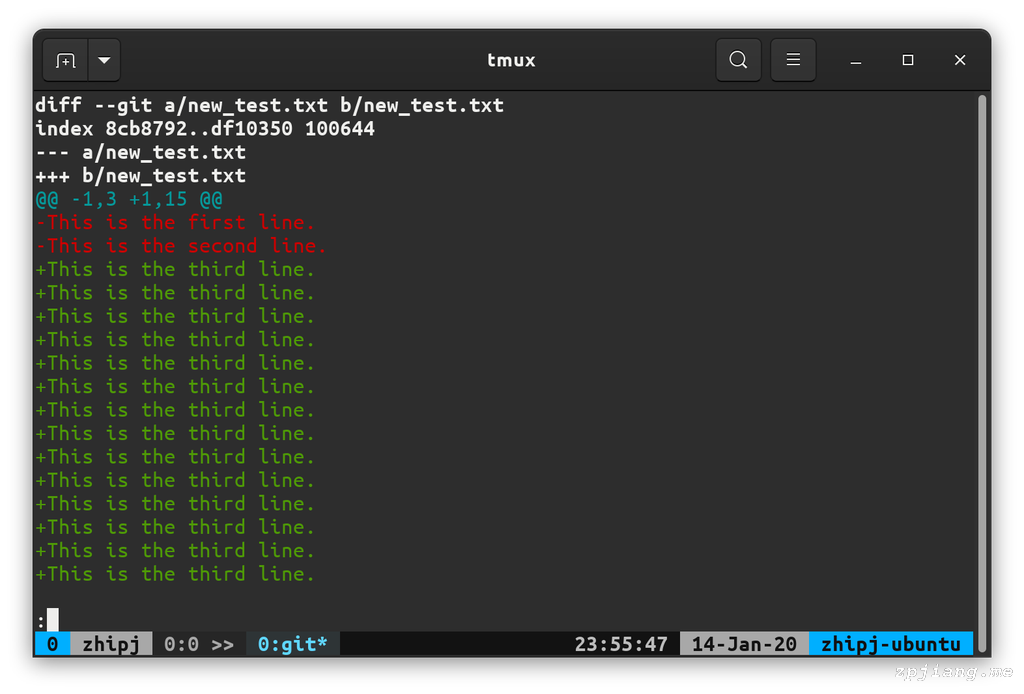 tmux
diff --git a/new_test.txt b/new_test.txt
index 8cb8792..df10350 100644
--- a/new_test.txt
+++ b/new_test.txt
@@ -1,3 +1,15 @@
-This is the first line.
-This is the second line.
+This is the third line.
+This is the third line.
+This is the third line.
+This is the third line.
+This is the third line.
+This is the third line.
+This is the third line.
+This is the third line.
+This is the third line.
+This is the third line.
+This is the third line.
+This is the third line.
+This is the third line.
+This is the third line.
:
0 zhipj 0:0 >> 0:git* 23:55:47 14-Jan-20 zhipj-ubuntu
zpjiang.me